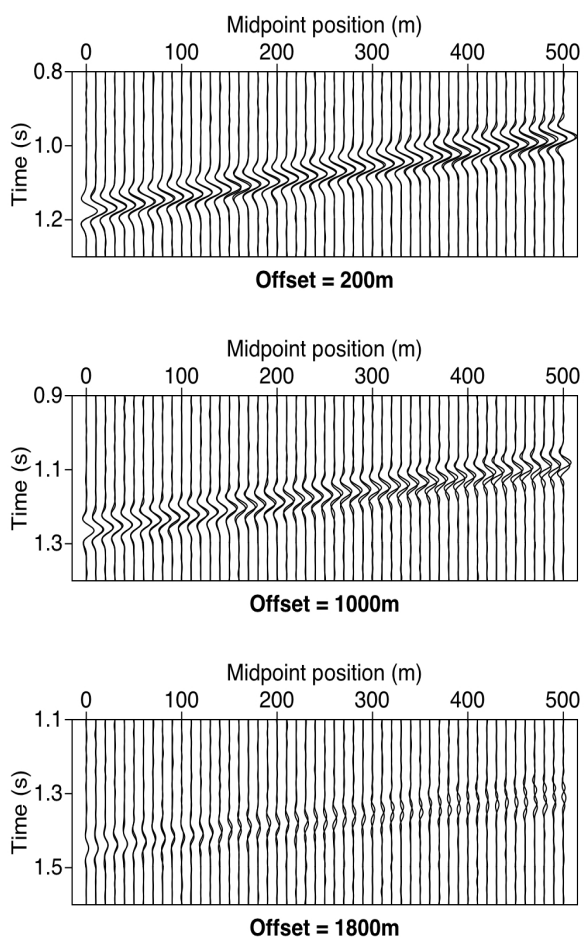 Midpoint position (m)
0 100 200 300 400 500
0.8
1.0
1.2
Time (s)
Offset = 200m
Midpoint position (m)
0 100 200 300 400 500
0.9
1.1
1.3
Time (s)
Offset = 1000m
Midpoint position (m)
0 100 200 300 400 500
1.1
1.3
1.5
Time (s)
Offset = 1800m